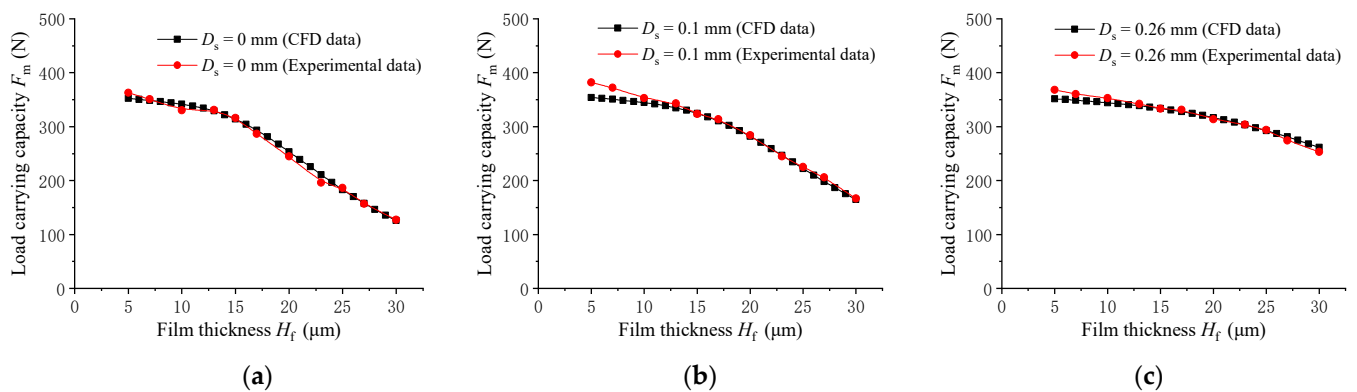 500
400
300
200
100
0
Load carrying capacity Fm (N)
Ds = 0 mm (CFD data)
Ds = 0 mm (Experimental data)
0 5 10 15 20 25 30
Film thickness Hf (μm)
(a)
500
400
300
200
100
0
Load carrying capacity Fm (N)
Ds = 0.1 mm (CFD data)
Ds = 0.1 mm (Experimental data)
0 5 10 15 20 25 30
Film thickness Hf (μm)
(b)
500
400
300
200
100
0
Load carrying capacity Fm (N)
Ds = 0.26 mm (CFD data)
Ds = 0.26 mm (Experimental data)
0 5 10 15 20 25 30
Film thickness Hf (μm)
(c)